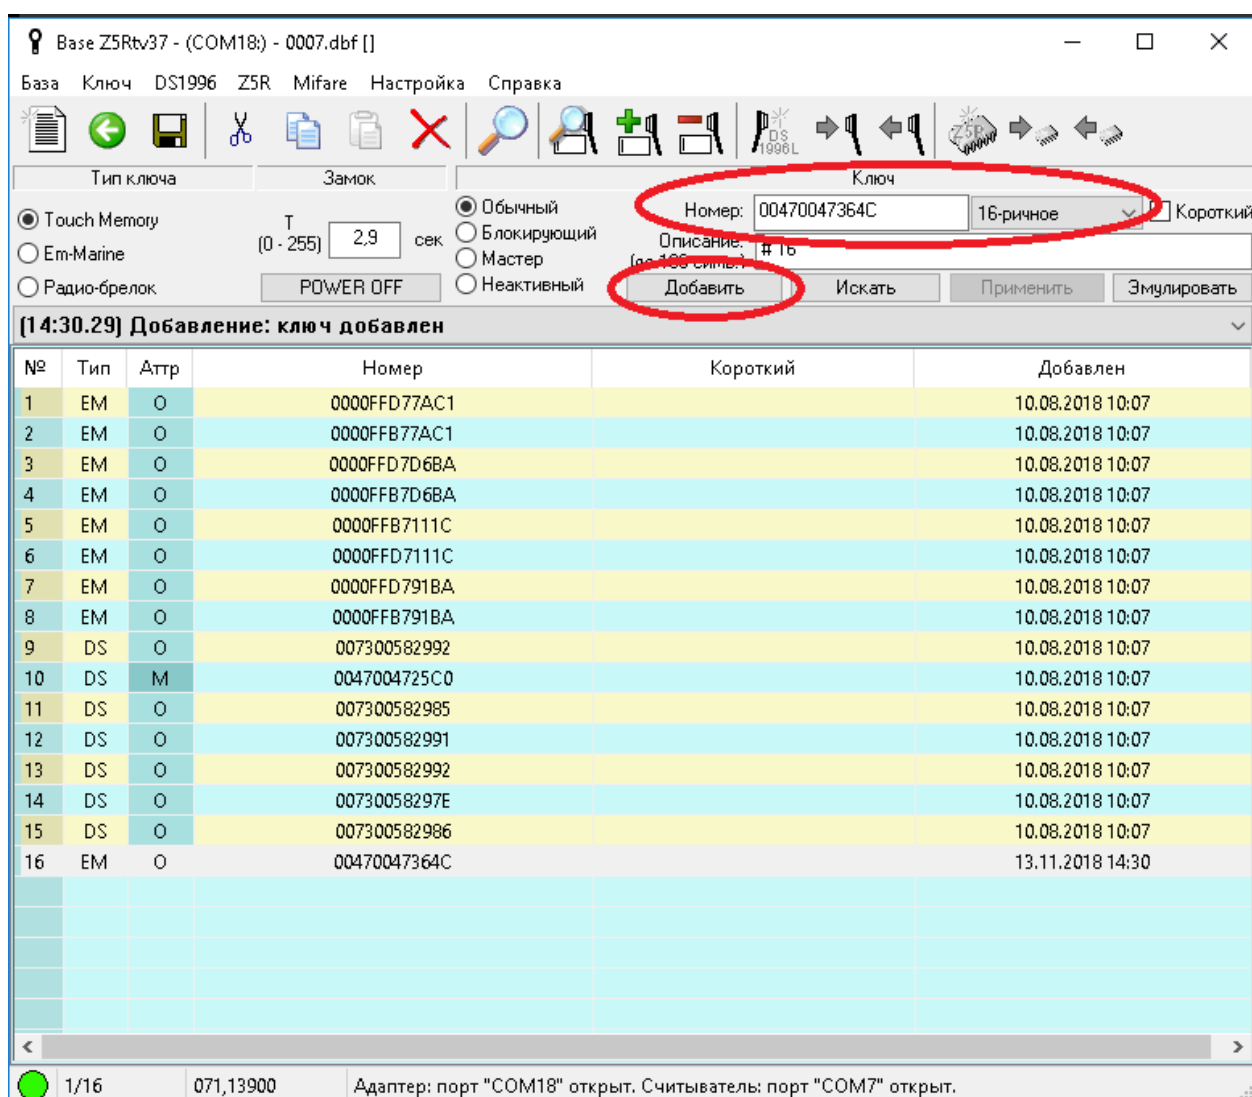 Base Z5Rtv37 - (COM18:) - 0007.dbf []
База Ключ DS1996 Z5R Mifare Настройка Справка
DS 1996L Z5R
Тип ключа Замок Ключ
Touch Memory
Em-Marine
Радио-брелок
T
(0 - 255) 2,9 сек
POWER OFF
Обычный
Блокирующий
Мастер
Неактивный
Номер: 00470047364C 16-ричное Короткий
Описание: # 16
Добавить Искать Применить Эмулировать
(14:30.29) Добавление: ключ добавлен
№ Тип Аттр Номер Короткий Добавлен
1 EM O 0000FFD77AC1 10.08.2018 10:07
2 EM O 0000FFB77AC1 10.08.2018 10:07
3 EM O 0000FFD7D6BA 10.08.2018 10:07
4 EM O 0000FFB7D6BA 10.08.2018 10:07
5 EM O 0000FFB7111C 10.08.2018 10:07
6 EM O 0000FFD7111C 10.08.2018 10:07
7 EM O 0000FFD791BA 10.08.2018 10:07
8 EM O 0000FFB791BA 10.08.2018 10:07
9 DS O 007300582992 10.08.2018 10:07
10 DS M 0047004725C0 10.08.2018 10:07
11 DS O 007300582985 10.08.2018 10:07
12 DS O 007300582991 10.08.2018 10:07
13 DS O 007300582992 10.08.2018 10:07
14 DS O 00730058297E 10.08.2018 10:07
15 DS O 007300582986 10.08.2018 10:07
16 EM O 00470047364C 13.11.2018 14:30
1/16 071,13900 Адаптер: порт "COM18" открыт. Считыватель: порт "COM7" открыт.